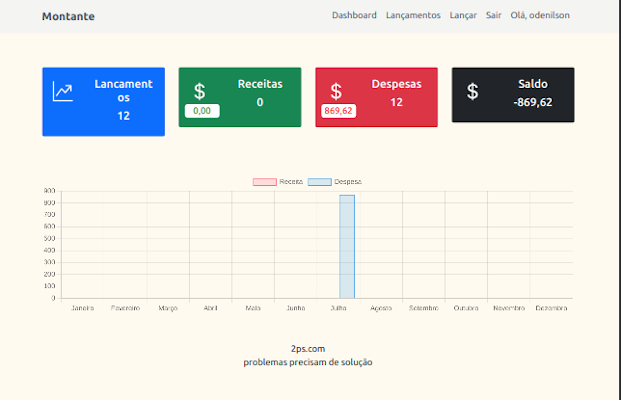 Montante
Dashboard Lançamentos Lançar Sair Olá, odenilson
Lancament
os
12
Receitas
0
0,00
Despesas
12
869,62
Saldo
-869,62
Receita Despesa
900
800
700
600
500
400
300
200
100
0
Janeiro Fevereiro Março Abril Maio Junho Julho Agosto Setembro Outubro Novembro Dezembro
2ps.com
problemas precisam de solução